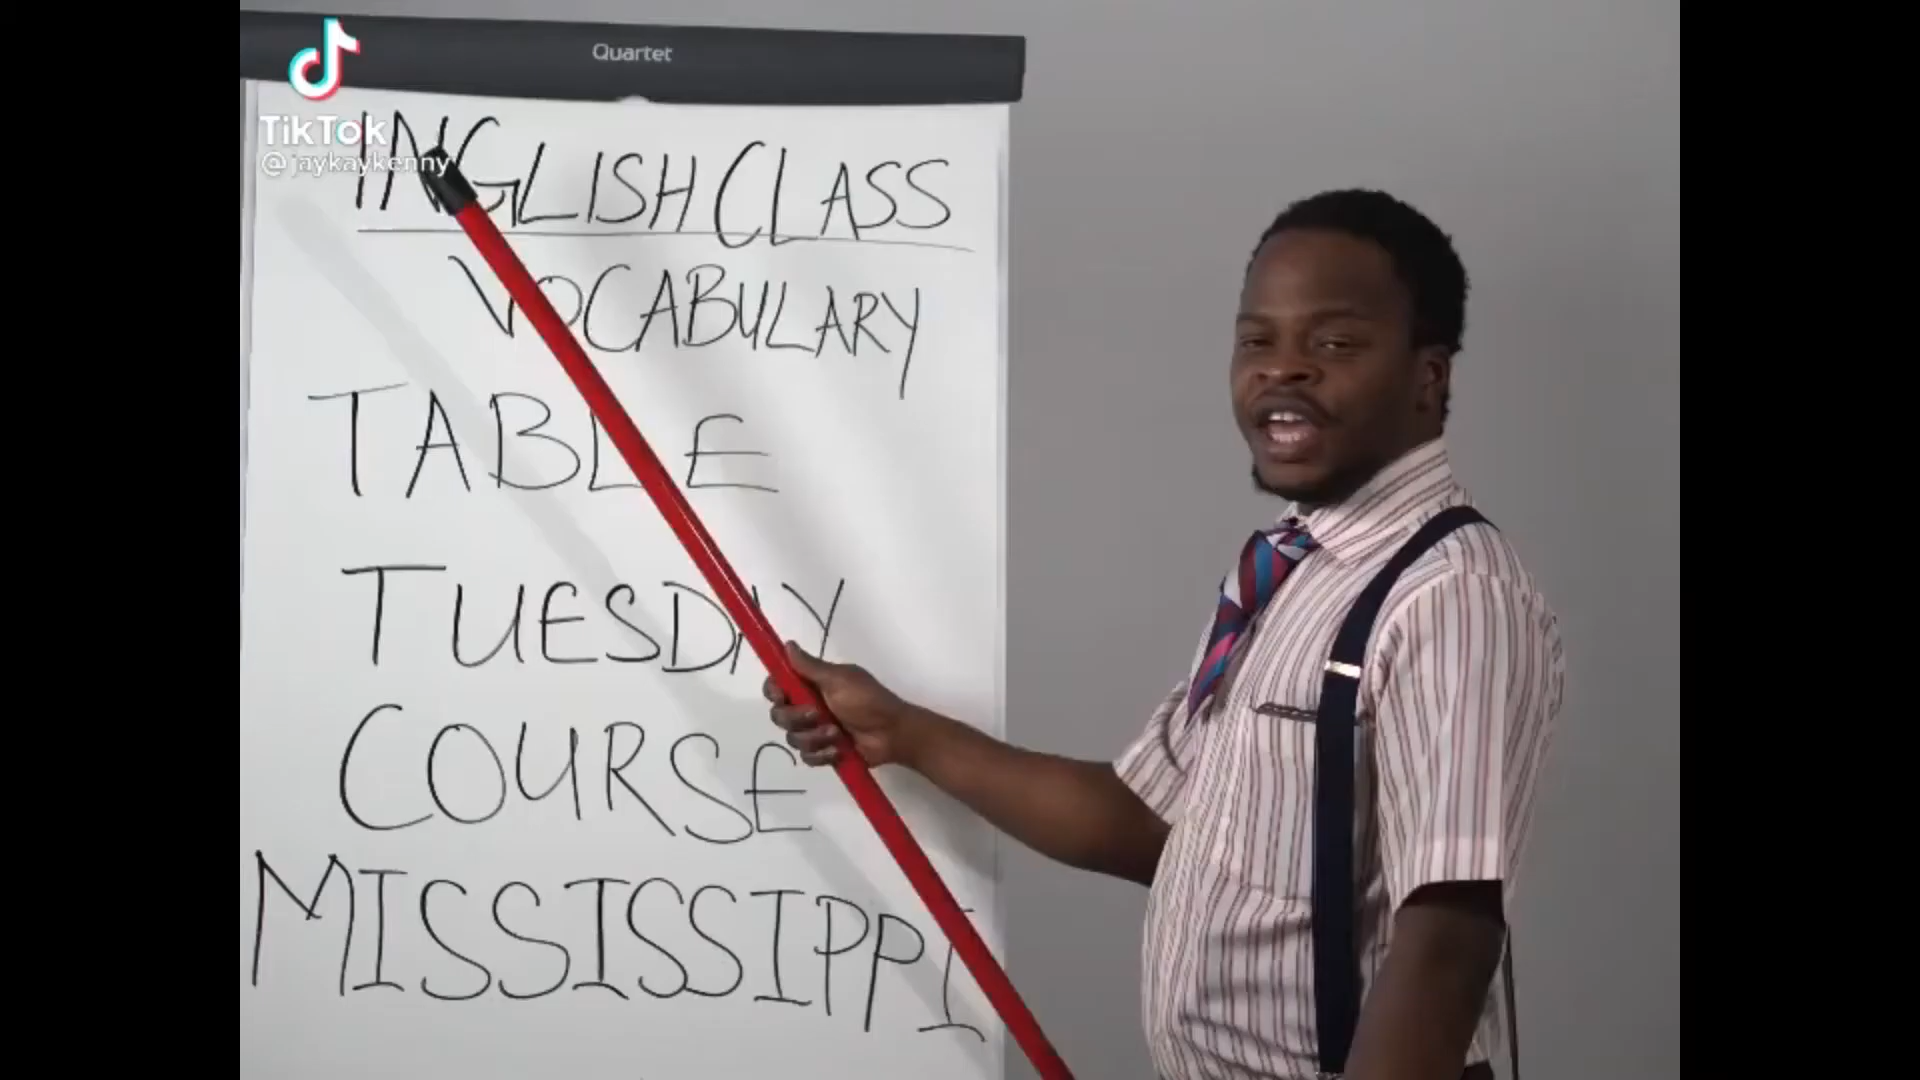 Quartet
TikTok
@jaykaykenny
INGLISH CLASS
VOCABULARY
TABLE
TUESDAY
COURSE
MISSISSIPPI